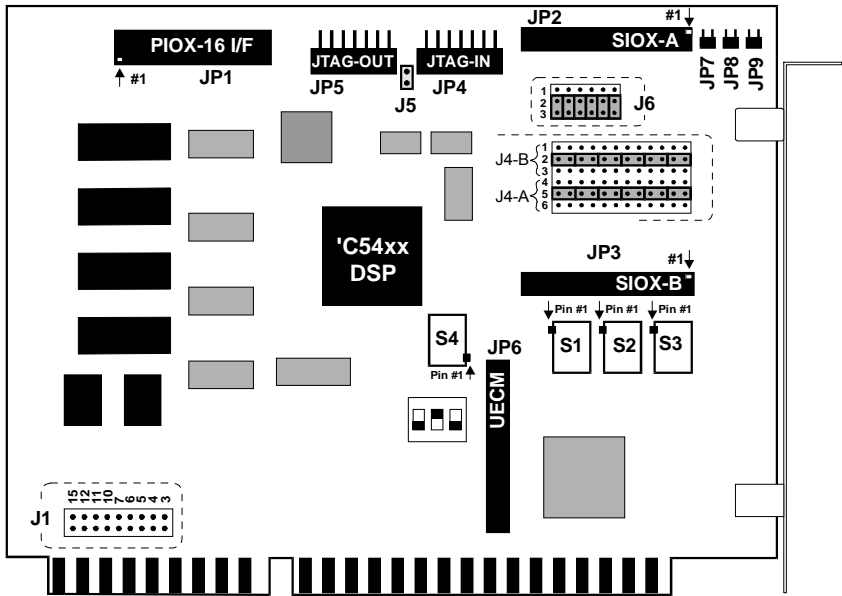 JP2
#1
PIOX-16 I/F
#1
JP1
JTAG-OUT
JP5
J5
JTAG-IN
JP4
SIOX-A
JP7
JP8
JP9
1
2
3
J6
J4-B
J4-A
1
2
3
4
5
6
'C54xx
DSP
JP3
#1
SIOX-B
Pin #1
Pin #1
Pin #1
S1
S2
S3
S4
Pin #1
JP6
UECM
J1
15
12
11
10
7
6
5
4
3